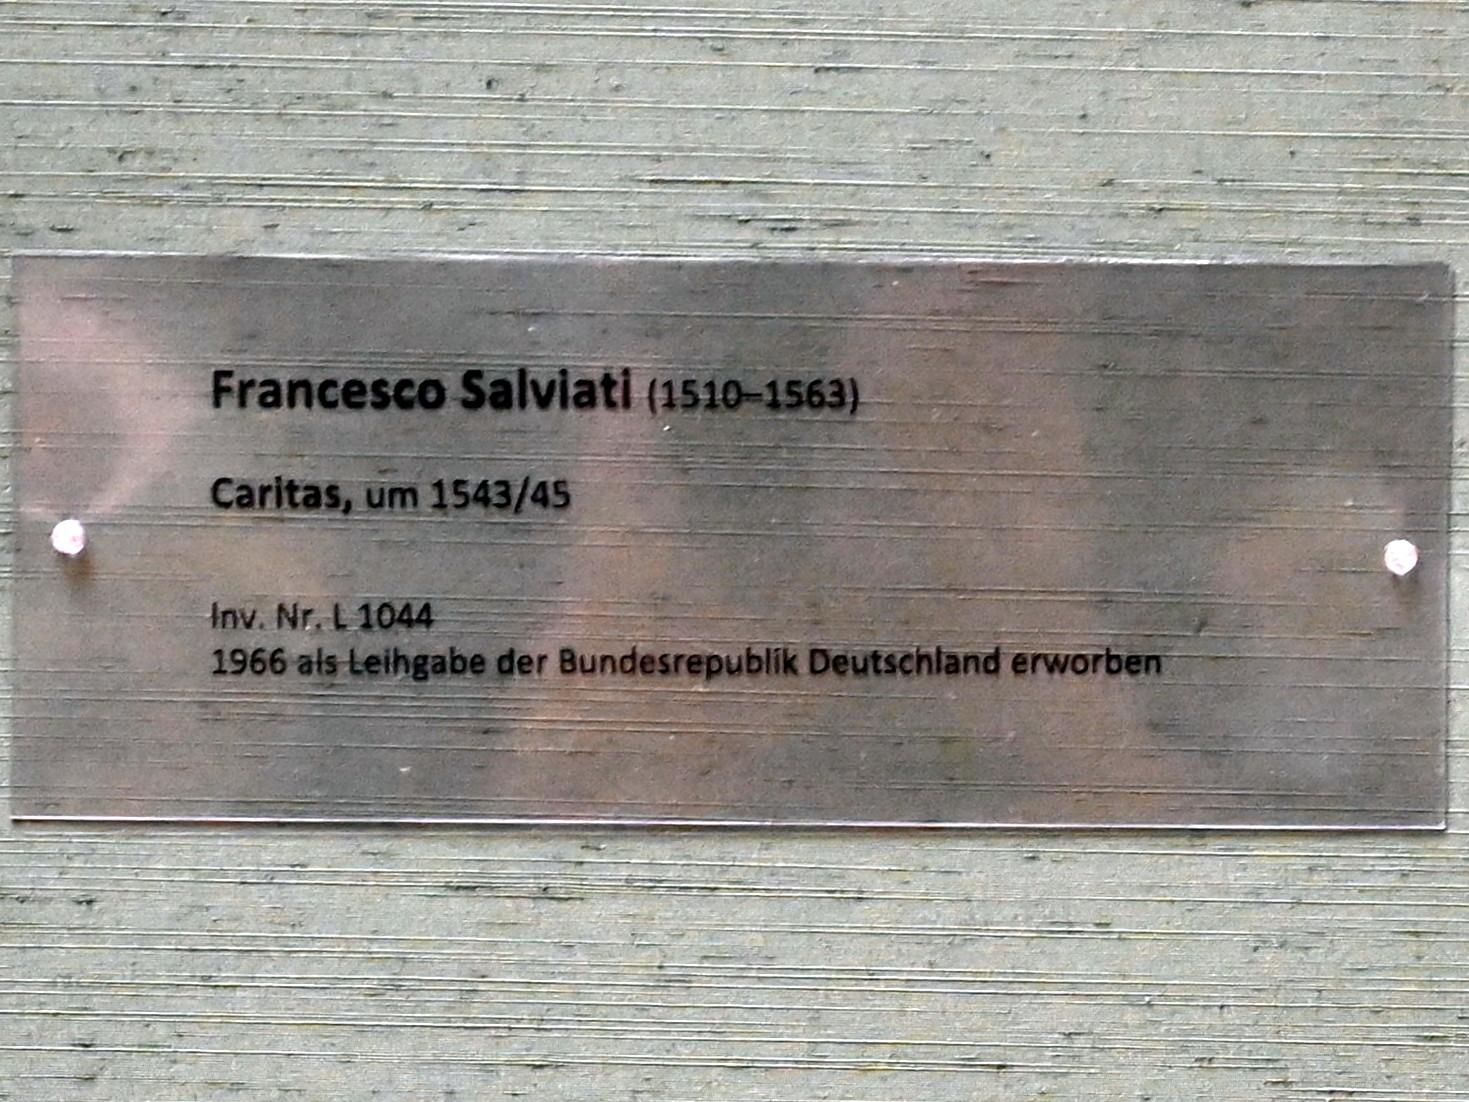 Francesco Salviati (1510–1563)
Caritas, um 1543/45
Inv. Nr. L 1044
1966 als Leihgabe der Bundesrepublik Deutschland erworben